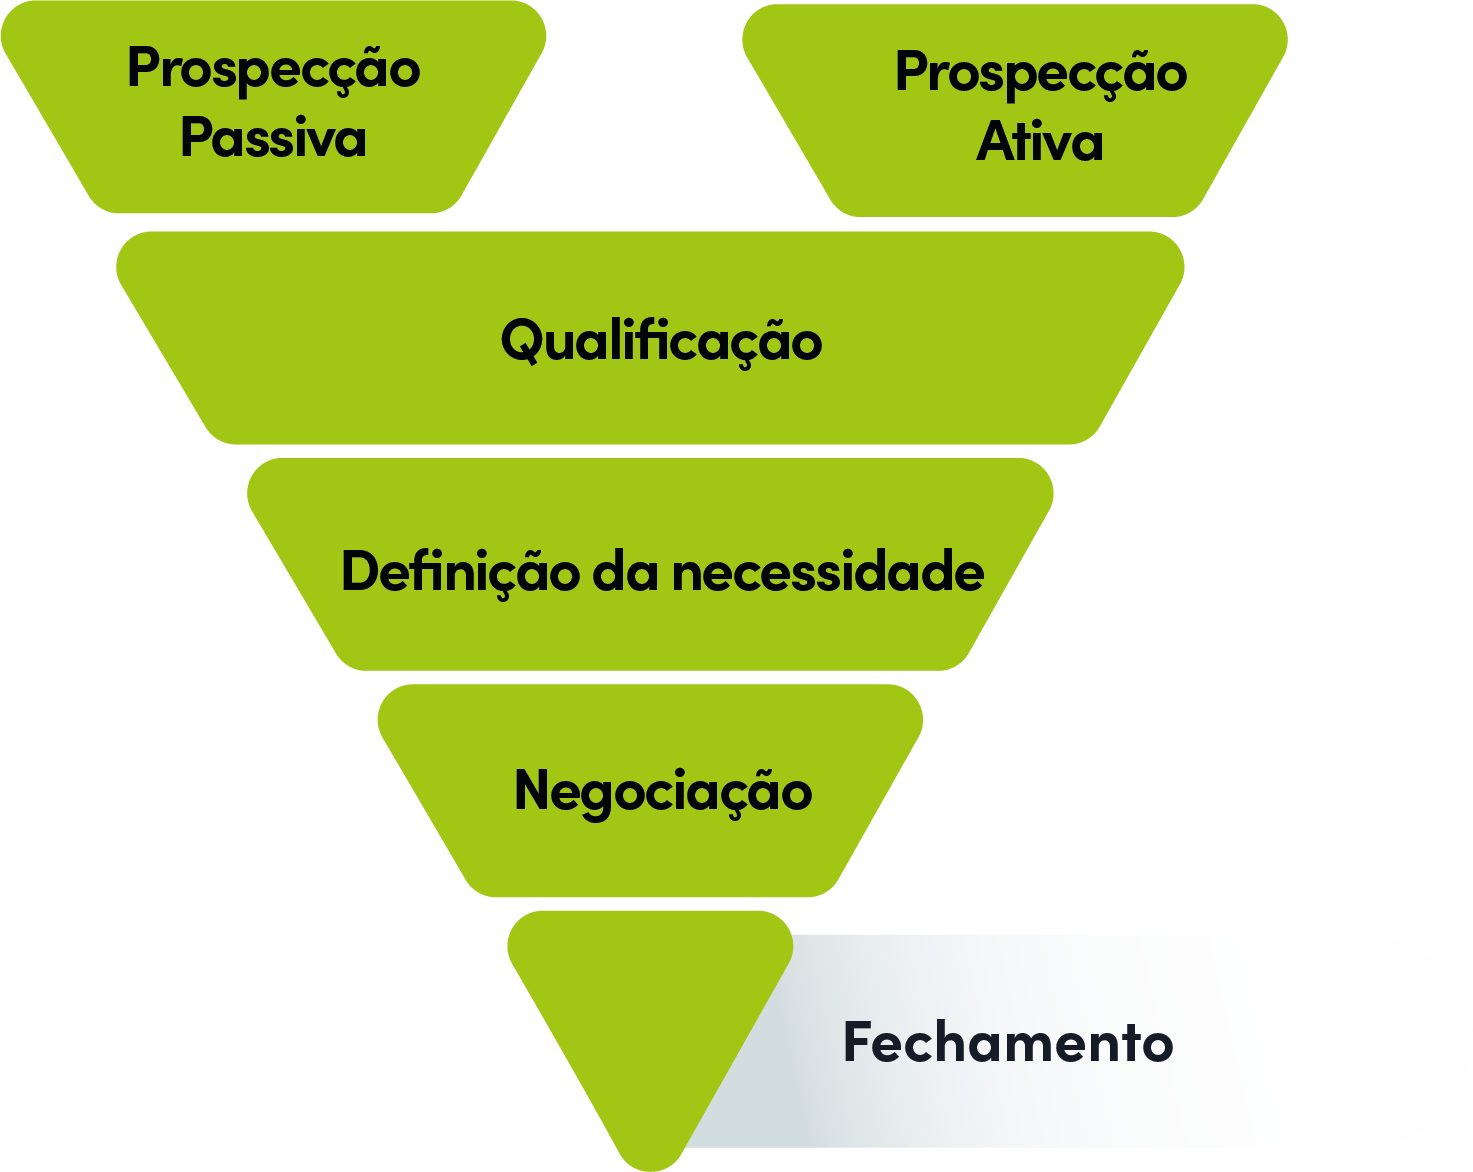 Prospecção
Passiva
Prospecção
Ativa
Qualificação
Definição da necessidade
Negociação
Fechamento